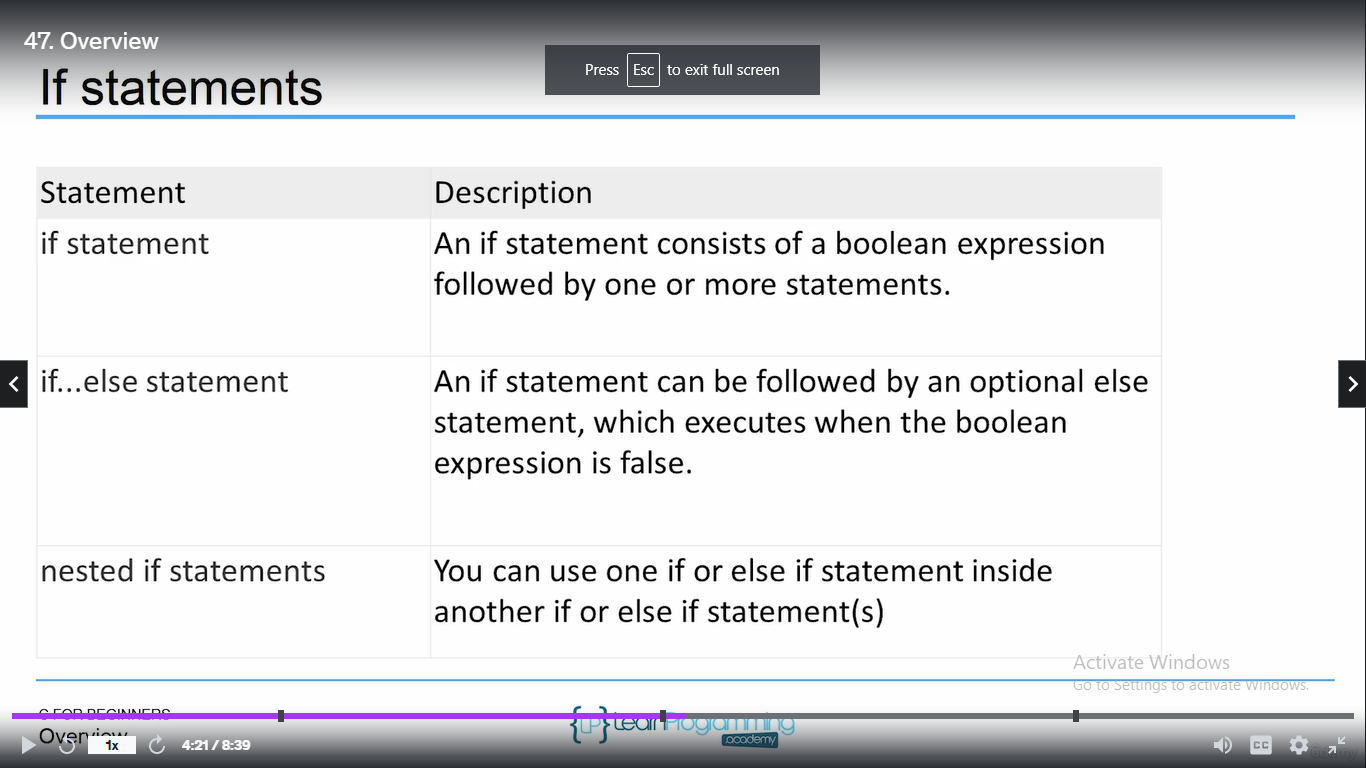 47. Overview
If statements
Press Esc to exit full screen
Statement
Description
if statement
An if statement consists of a boolean expression
followed by one or more statements.
if...else statement
An if statement can be followed by an optional else
statement, which executes when the boolean
expression is false.
nested if statements
You can use one if or else if statement inside
another if or else if statement(s)
Activate Windows
Go to Settings to activate Windows.
C FOR BEGINNERS
{LP} LearnProgramming
.academy
Overview
1x
4:21 / 8:39
CC